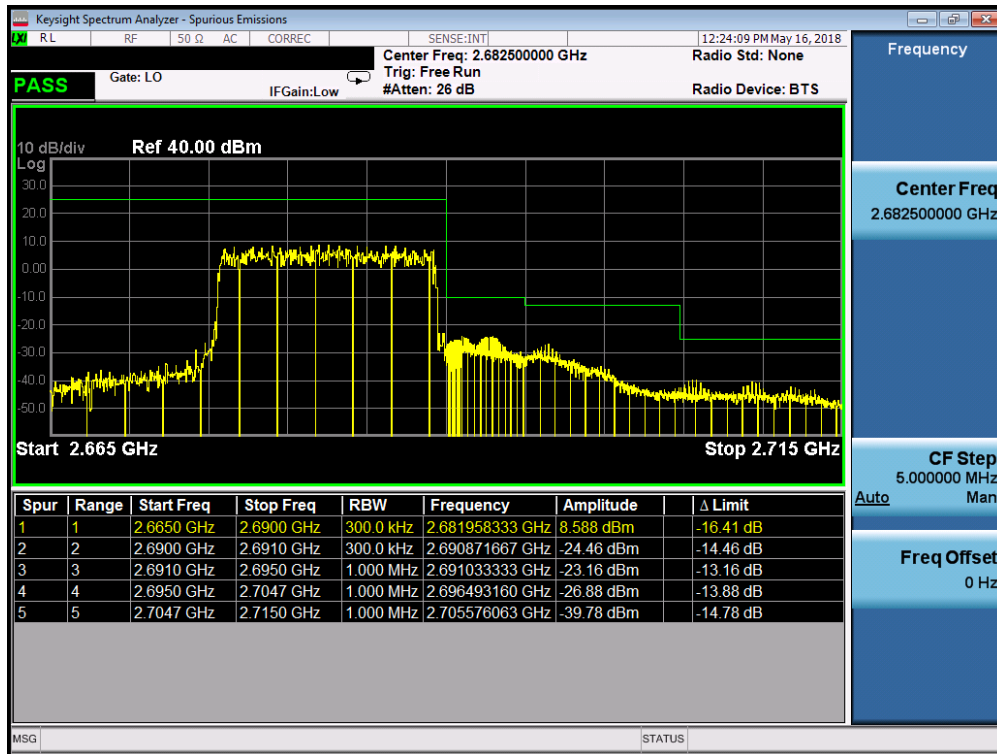 Keysight Spectrum Analyzer - Spurious Emissions
LXI RL RF 50 Ω AC CORREC SENSE:INT 12:24:09 PM May 16, 2018
Center Freq: 2.682500000 GHz Radio Std: None
Gate: LO Trig: Free Run
PASS IFGain:Low #Atten: 26 dB Radio Device: BTS
10 dB/div Ref 40.00 dBm
Log
30.0
20.0
10.0
0.00
-10.0
-20.0
-30.0
-40.0
-50.0
Start 2.665 GHz Stop 2.715 GHz
Spur Range Start Freq Stop Freq RBW Frequency Amplitude Δ Limit
1 1 2.6650 GHz 2.6900 GHz 300.0 kHz 2.681958333 GHz 8.588 dBm -16.41 dB
2 2 2.6900 GHz 2.6910 GHz 300.0 kHz 2.690871667 GHz -24.46 dBm -14.46 dB
3 3 2.6910 GHz 2.6950 GHz 1.000 MHz 2.691033333 GHz -23.16 dBm -13.16 dB
4 4 2.6950 GHz 2.7047 GHz 1.000 MHz 2.696493160 GHz -26.88 dBm -13.88 dB
5 5 2.7047 GHz 2.7150 GHz 1.000 MHz 2.705576063 GHz -39.78 dBm -14.78 dB
MSG STATUS
Frequency
Center Freq
2.682500000 GHz
CF Step
5.000000 MHz
Auto Man
Freq Offset
0 Hz